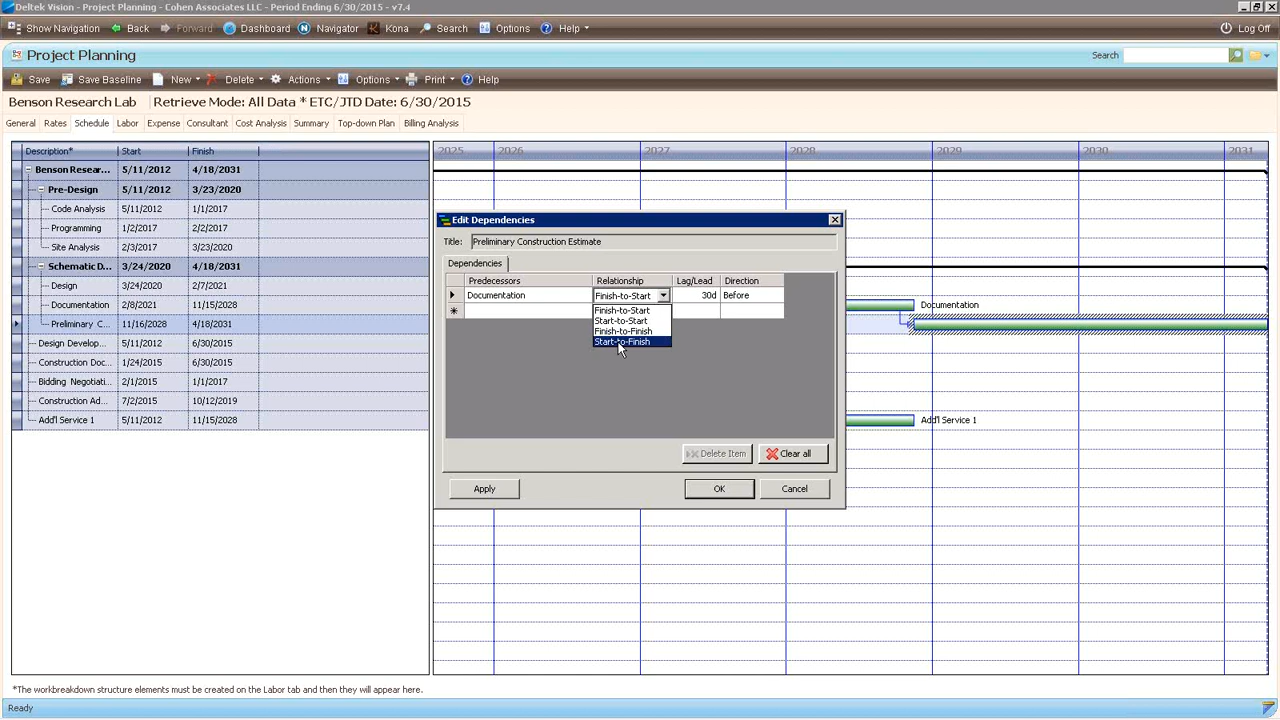 Deltek Vision - Project Planning - Cohen Associates LLC - Period Ending 6/30/2015 - v7.4
Show Navigation Back Forward Dashboard Navigator Kona Search Options Help Log Off
Project Planning Search
Save Save Baseline New Delete Actions Options Print Help
Benson Research Lab Retrieve Mode: All Data * ETC/JTD Date: 6/30/2015
General Rates Schedule Labor Expense Consultant Cost Analysis Summary Top-down Plan Billing Analysis
Description* Start Finish 2025 2026 2027 2028 2029 2030 2031
Benson Resear... 5/11/2012 4/18/2031
Pre-Design 5/11/2012 3/23/2020
Code Analysis 5/11/2012 1/1/2017
Programming 1/2/2017 2/2/2017
Site Analysis 2/3/2017 3/23/2020
Schematic D... 3/24/2020 4/18/2031
Design 3/24/2020 2/7/2021
Documentation 2/8/2021 11/15/2028 Documentation
Preliminary C... 11/16/2028 4/18/2031
Design Develop... 5/11/2012 6/30/2015
Construction Doc... 1/24/2015 6/30/2015
Bidding Negotiati... 2/1/2015 1/1/2017
Construction Ad... 7/2/2015 10/12/2019
Add'l Service 1 5/11/2012 11/15/2028 Add'l Service 1
Edit Dependencies
Title: Preliminary Construction Estimate
Dependencies
Predecessors Relationship Lag/Lead Direction
Documentation Finish-to-Start 30d Before
Finish-to-Start
Start-to-Start
Finish-to-Finish
Start-to-Finish
Delete Item Clear all
Apply OK Cancel
*The workbreakdown structure elements must be created on the Labor tab and then they will appear here.
Ready